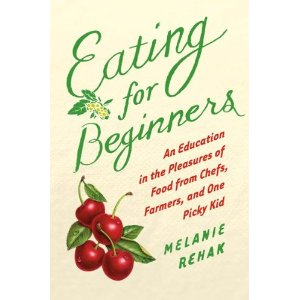 Eating
for
Beginners
An Education
in the Pleasures of
Food from Chefs,
Farmers, and One
Picky Kid
MELANIE
REHAK